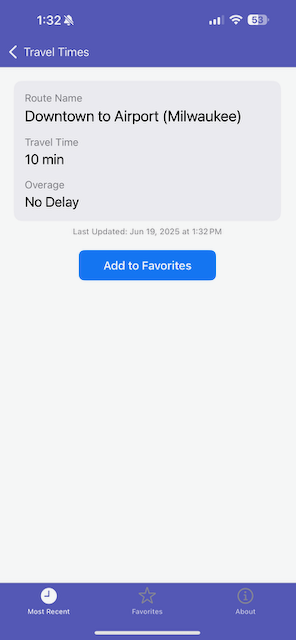 1:32
53
Travel Times
Route Name
Downtown to Airport (Milwaukee)
Travel Time
10 min
Overage
No Delay
Last Updated: Jun 19, 2025 at 1:32 PM
Add to Favorites
Most Recent
Favorites
About